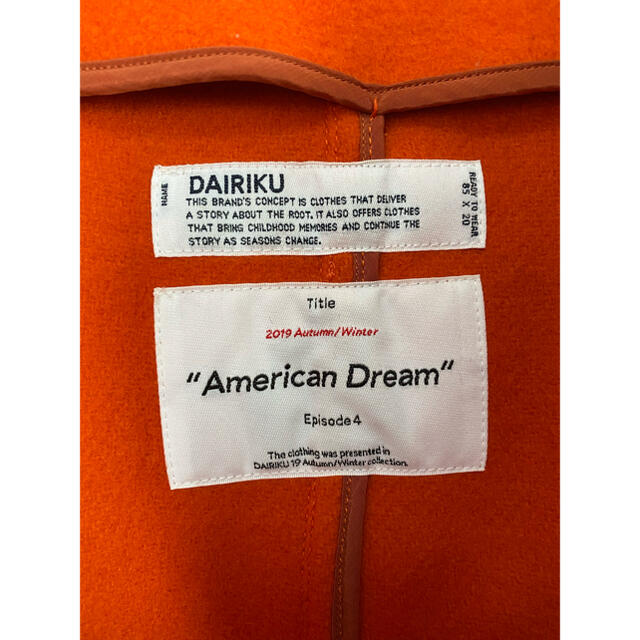 NAME
DAIRIKU
THIS BRAND'S CONCEPT IS CLOTHES THAT DELIVER
A STORY ABOUT THE ROOT. IT ALSO OFFERS CLOTHES
THAT BRING CHILDHOOD MEMORIES AND CONTINUE THE
STORY AS SEASONS CHANGE.
READY TO WEAR
85 X 20
Title
2019 Autumn/Winter
"American Dream"
Episode 4
The clothing was presented in
DAIRIKU 19 Autumn/Winter collection.